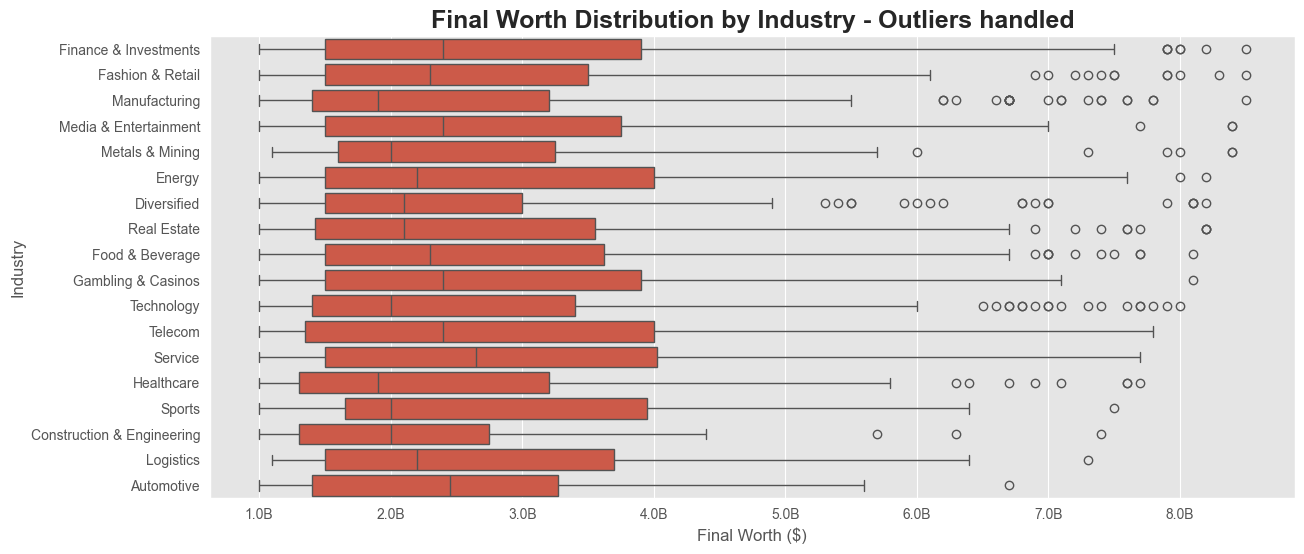 Final Worth Distribution by Industry - Outliers handled
Industry
Finance & Investments
Fashion & Retail
Manufacturing
Media & Entertainment
Metals & Mining
Energy
Diversified
Real Estate
Food & Beverage
Gambling & Casinos
Technology
Telecom
Service
Healthcare
Sports
Construction & Engineering
Logistics
Automotive
1.0B 2.0B 3.0B 4.0B 5.0B 6.0B 7.0B 8.0B
Final Worth ($)